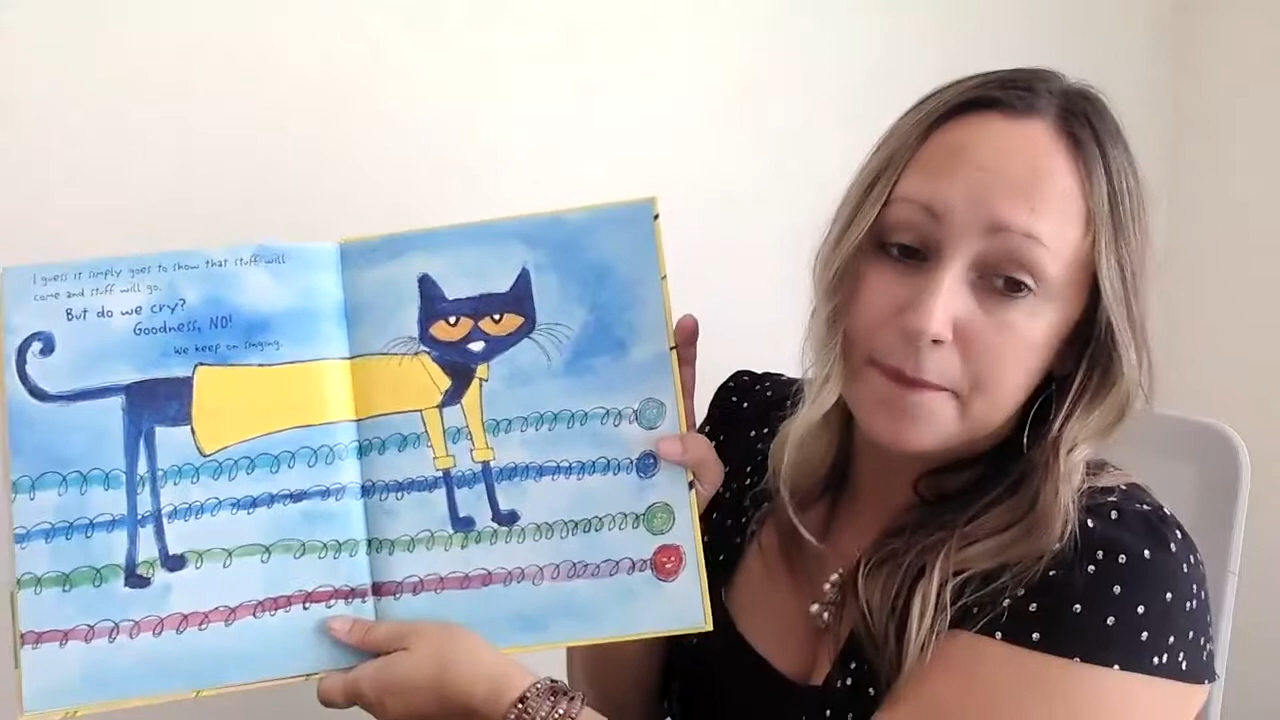 I guess it simply goes to show that stuff will
come and stuff will go.
But do we cry?
Goodness, NO!
We keep on singing.